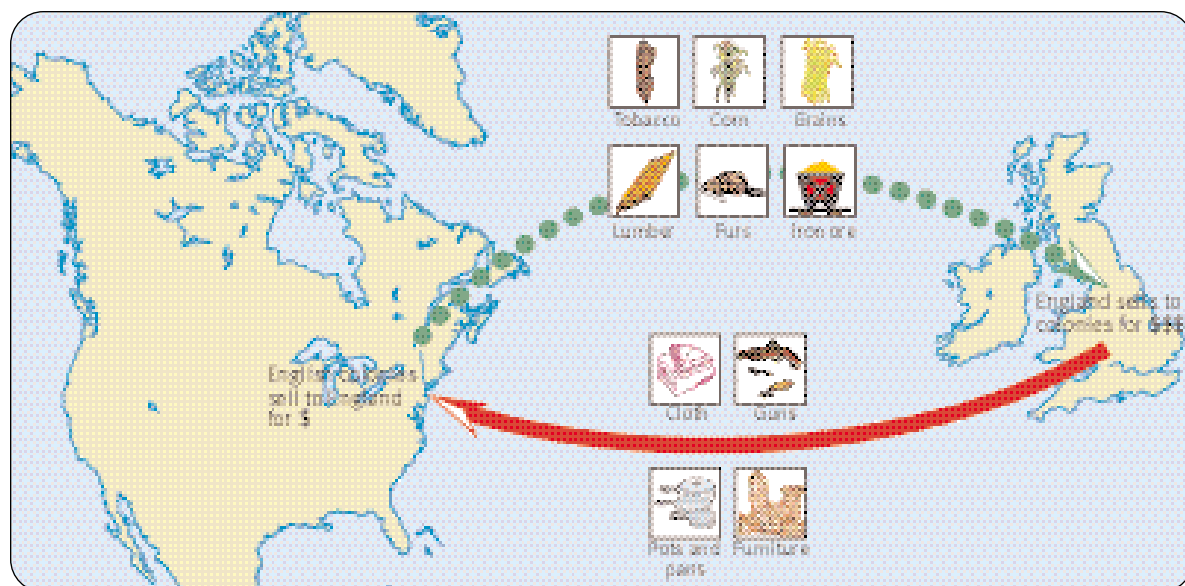 Tobacco
Corn
Grains
Lumber
Furs
Iron ore
England sells to
colonies for $$$
English colonies
sell to England
for $
Cloth
Guns
Pots and
pans
Furniture